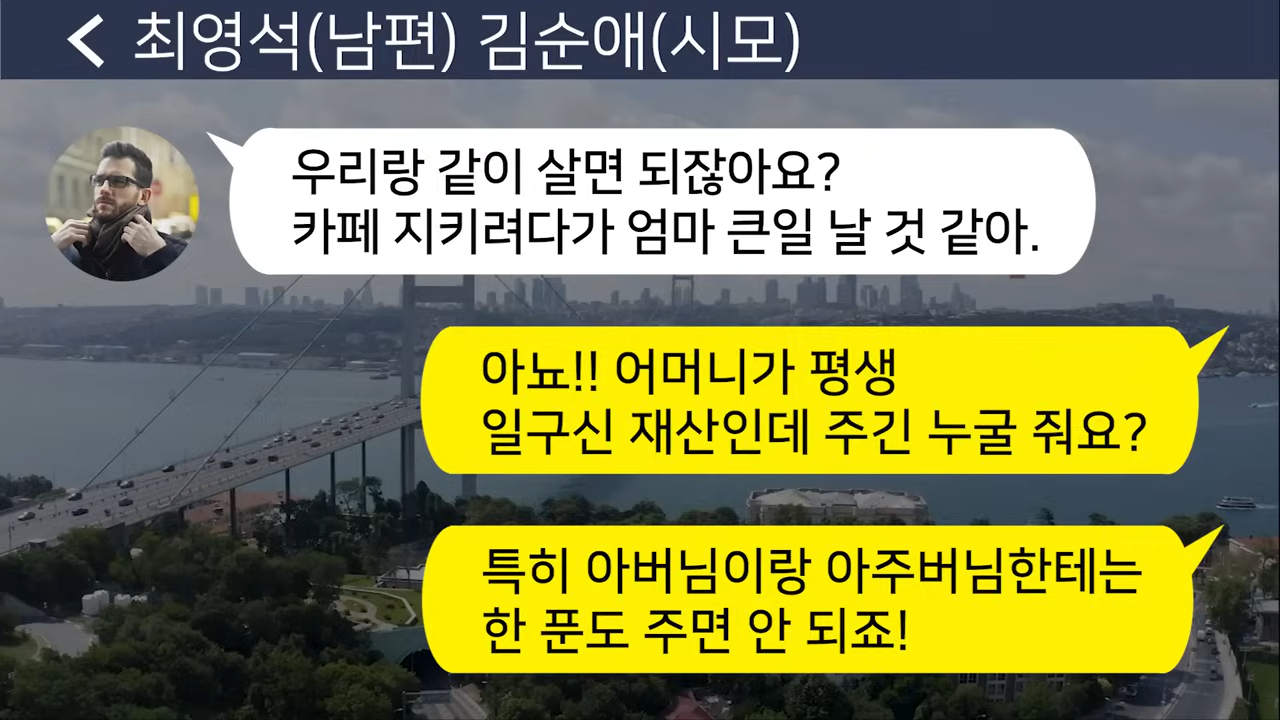 최영석(남편) 김순애(시모)
우리랑 같이 살면 되잖아요?
카페 지키려다가 엄마 큰일 날 것 같아.
아뇨!! 어머니가 평생
일구신 재산인데 주긴 누굴 줘요?
특히 아버님이랑 아주버님한테는
한 푼도 주면 안 되죠!